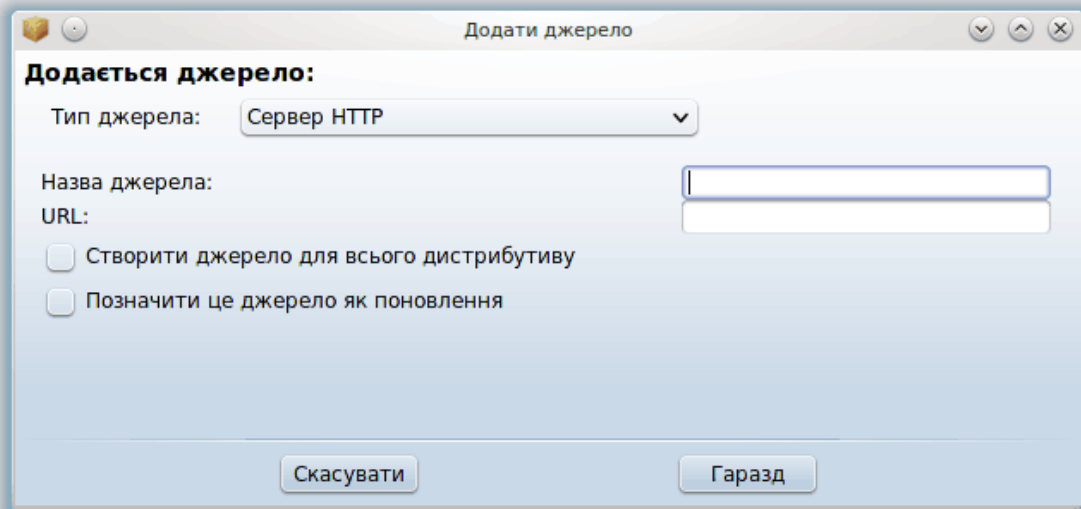 Додати джерело
Додається джерело:
Тип джерела: Сервер HTTP
Назва джерела:
URL:
Створити джерело для всього дистрибутиву
Позначити це джерело як поновлення
Скасувати Гаразд